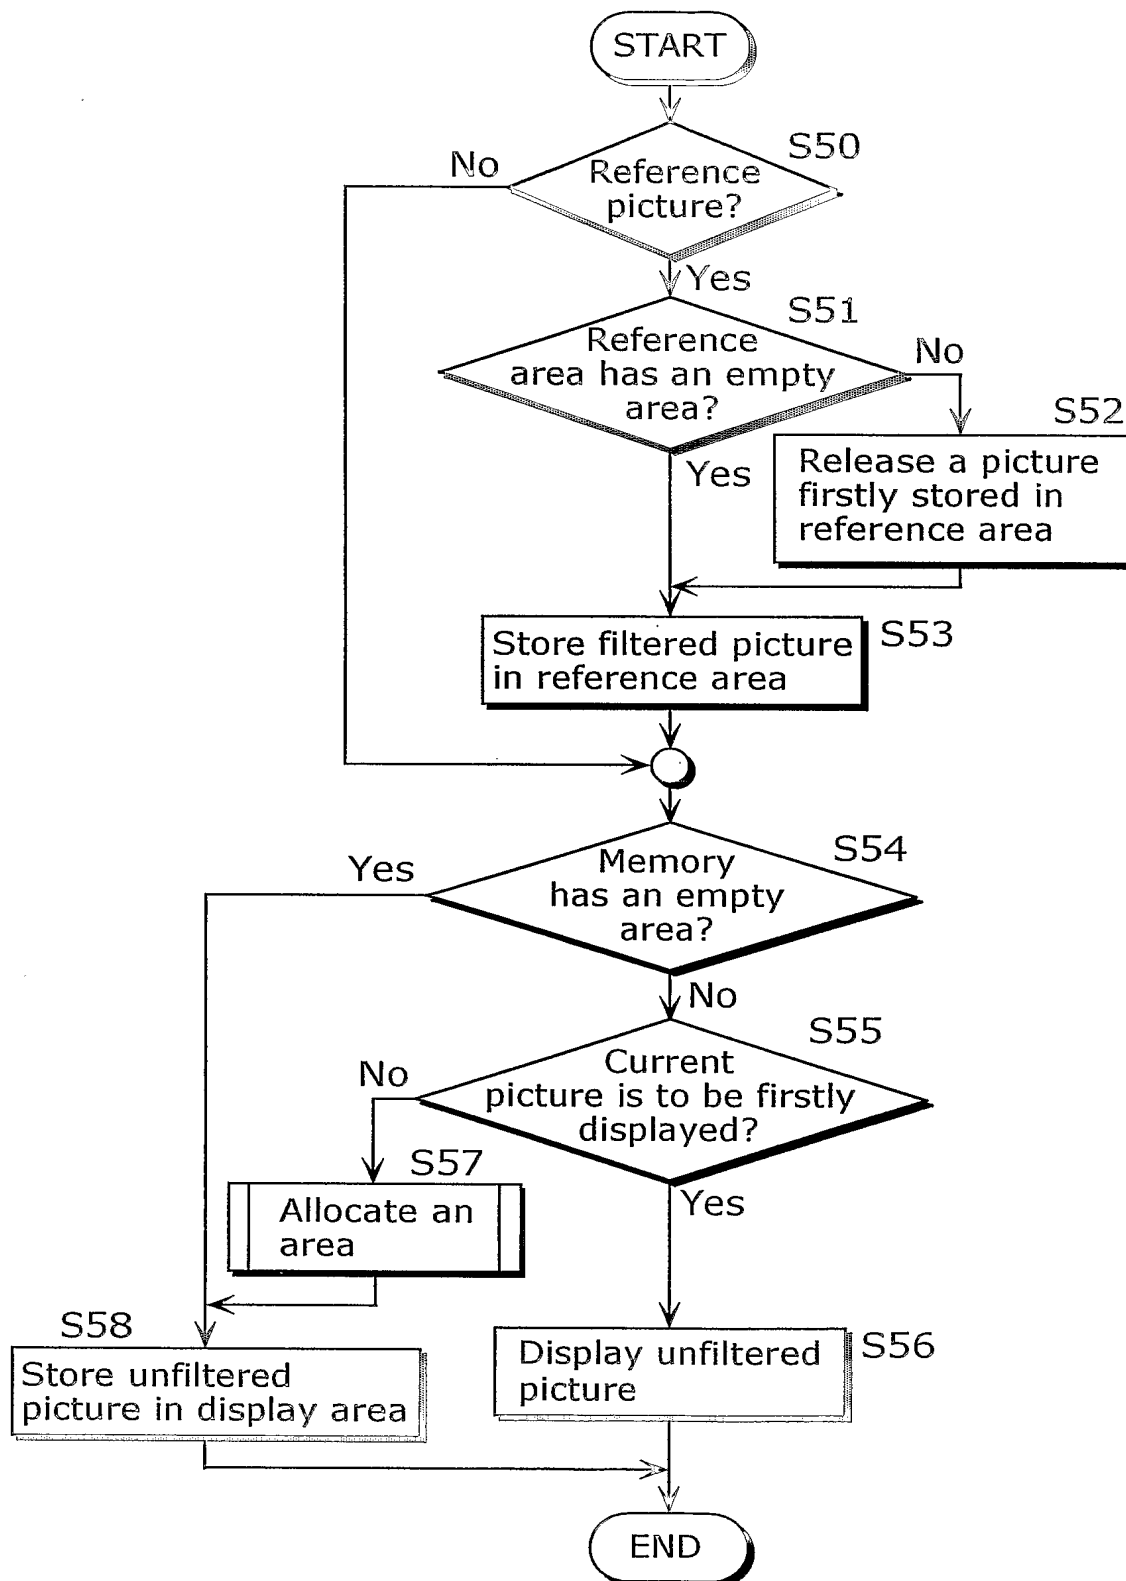 START
S50
No
Reference
picture?
Yes
S51
Reference
area has an empty
area?
No
S52
Yes
Release a picture
firstly stored in
reference area
S53
Store filtered picture
in reference area
S54
Yes
Memory
has an empty
area?
No
S55
Current
picture is to be firstly
displayed?
No
S57
Yes
Allocate an
area
S58
Store unfiltered
picture in display area
Display unfiltered
picture
S56
END